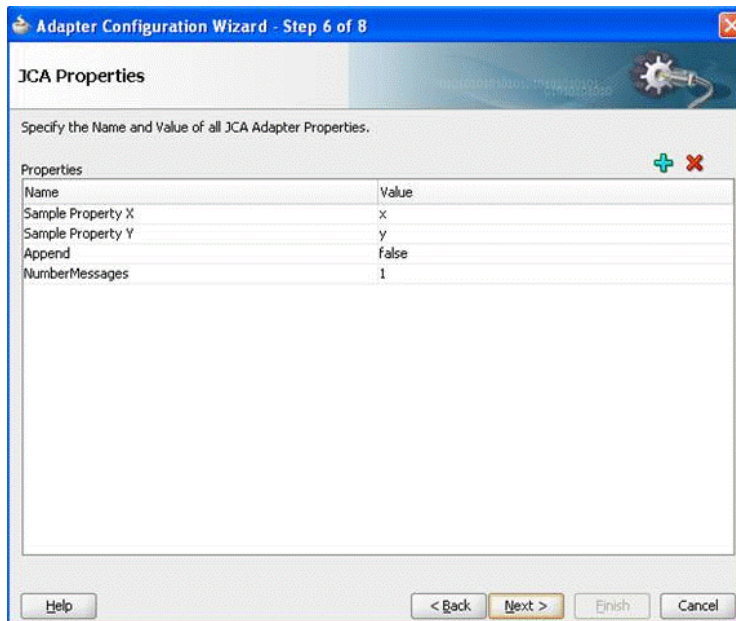 Adapter Configuration Wizard - Step 6 of 8
JCA Properties
Specify the Name and Value of all JCA Adapter Properties.
Properties
Name Value
Sample Property X x
Sample Property Y y
Append false
NumberMessages 1
Help < Back Next > Finish Cancel